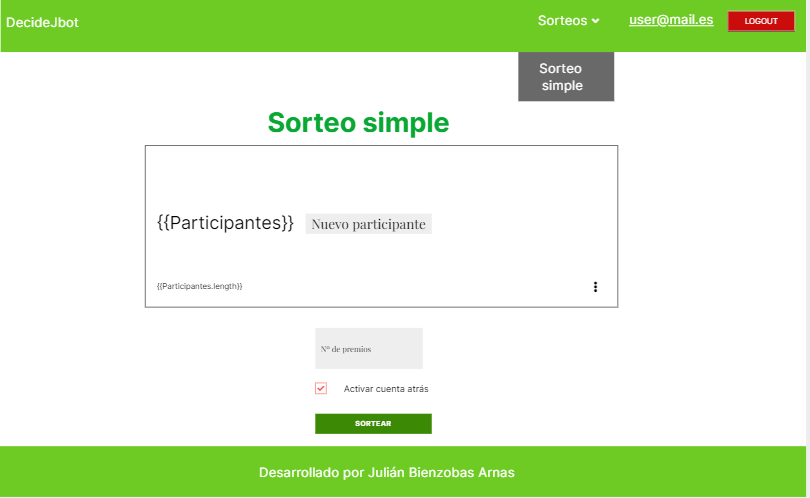 DecideJbot
Sorteos
user@mail.es
LOGOUT
Sorteo
simple
Sorteo simple
{{Participantes}}
Nuevo participante
{{Participantes.length}}
Nº de premios
Activar cuenta atrás
SORTEAR
Desarrollado por Julián Bienzobas Arnas